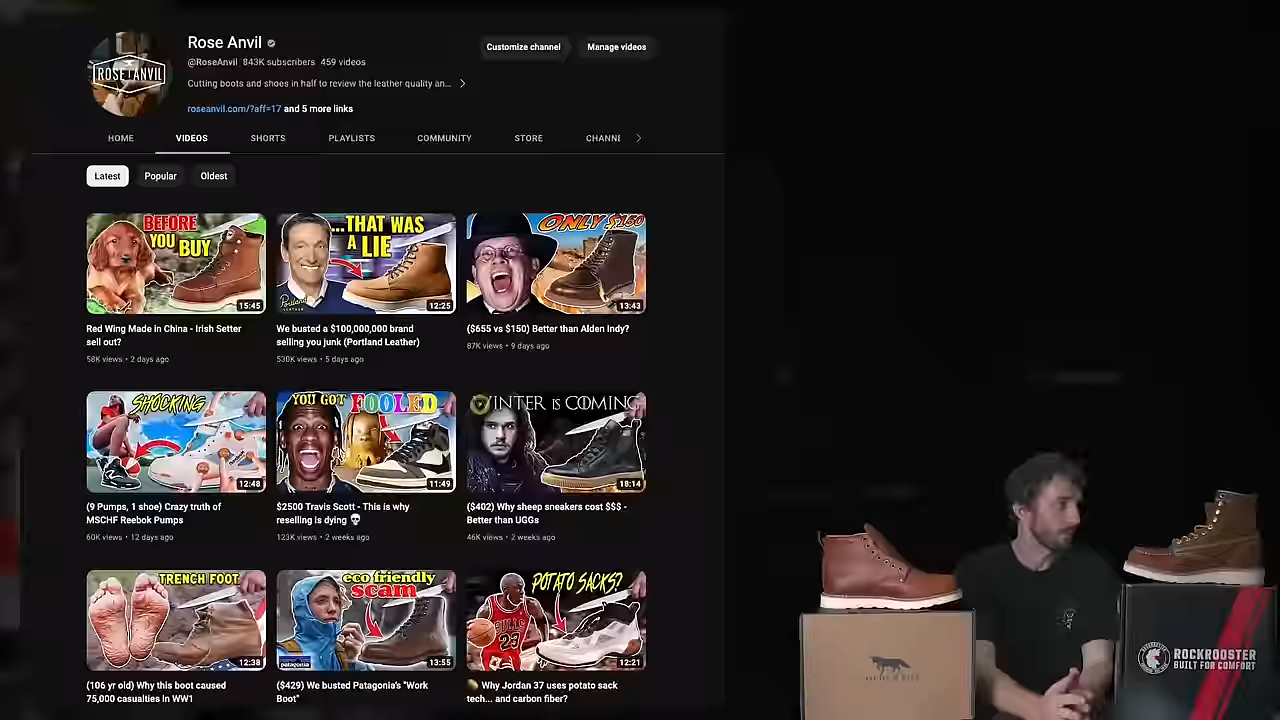 Rose Anvil
@RoseAnvil 843K subscribers 459 videos
Cutting boots and shoes in half to review the leather quality an...
roseanvil.com/?aff=17 and 5 more links
Customize channel
Manage videos
ROSE ANVIL
HOME VIDEOS SHORTS PLAYLISTS COMMUNITY STORE CHANNE
Latest Popular Oldest
BEFORE
YOU
BUY
15:45
Red Wing Made in China - Irish Setter
sell out?
58K views • 2 days ago
...THAT WAS
A LIE
Portland
LEATHER
12:25
We busted a $100,000,000 brand
selling you junk (Portland Leather)
530K views • 5 days ago
ONLY $150
13:43
($655 vs $150) Better than Alden Indy?
87K views • 9 days ago
SHOCKING
12:48
(9 Pumps, 1 shoe) Crazy truth of
MSCHF Reebok Pumps
60K views • 12 days ago
YOU GOT FOOLED
11:49
$2500 Travis Scott - This is why
reselling is dying 💀
123K views • 2 weeks ago
WINTER IS COMING
18:14
($402) Why sheep sneakers cost $$$ -
Better than UGGs
46K views • 2 weeks ago
TRENCH FOOT
12:38
(106 yr old) Why this boot caused
75,000 casualties in WW1
eco friendly
scam
patagonia
13:55
($429) We busted Patagonia's "Work
Boot"
POTATO SACKS?
BULLS
23
12:21
🥔 Why Jordan 37 uses potato sack
tech... and carbon fiber?
ROCKROOSTER
BUILT FOR COMFORT